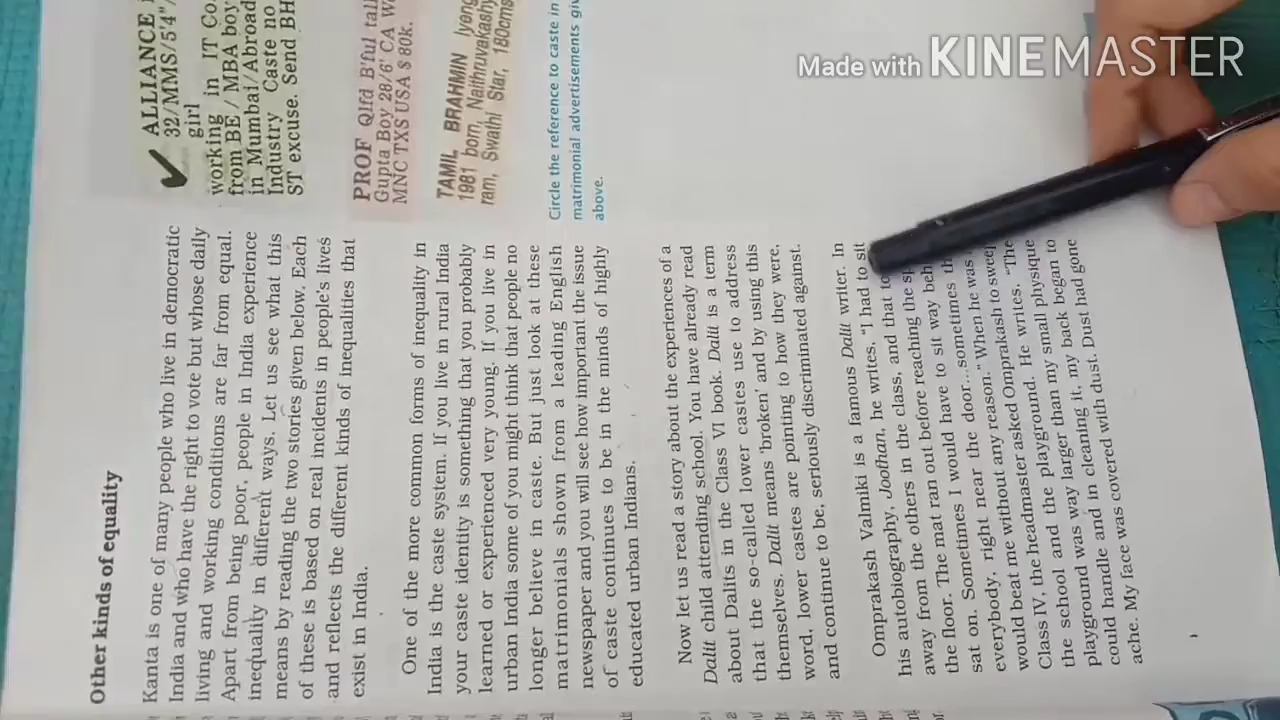 Other kinds of equality
Kanta is one of many people who live in democratic
India and who have the right to vote but whose daily
living and working conditions are far from equal.
Apart from being poor, people in India experience
inequality in different ways. Let us see what this
means by reading the two stories given below. Each
of these is based on real incidents in people's lives
and reflects the different kinds of inequalities that
exist in India.
One of the more common forms of inequality in
India is the caste system. If you live in rural India
your caste identity is something that you probably
learned or experienced very young. If you live in
urban India some of you might think that people no
longer believe in caste. But just look at these
matrimonials shown from a leading English
newspaper and you will see how important the issue
of caste continues to be in the minds of highly
educated urban Indians.
Now let us read a story about the experiences of a
Dalit child attending school. You have already read
about Dalits in the Class VI book. Dalit is a term
that the so-called lower castes use to address
themselves. Dalit means 'broken' and by using this
word, lower castes are pointing to how they were,
and continue to be, seriously discriminated against.
Omprakash Valmiki is a famous Dalit writer. In
his autobiography, Joothan, he writes, "I had to sit
away from the others in the class, and that to
the floor. The mat ran out before reaching the
Sometimes I would have to sit way
everybody, right near the door...sometimes
would beat me without any reason." When he was
Class IV, the headmaster asked Omprakash to sweep
the school and the playground. He writes, "The
playground was way larger than my small physique
could handle and in cleaning it, my back began to
ache. My face was covered with dust. Dust had gone
ALLIANCE
32/MMS/5'4"/
girl
working in IT Co.
from BE / MBA boy
in Mumbai/Abroad
Industry Caste no
ST excuse. Send
PROF Qlfd B'ful tall
Gupta Boy 28/6' CA
MNC TXS USA $ 80k.
TAMIL BRAHMIN
1981 born, Naithruvakashy
ram, Swathi Star, 180cms
Circle the reference to caste in
matrimonial advertisements
above.
Made with KINEMASTER